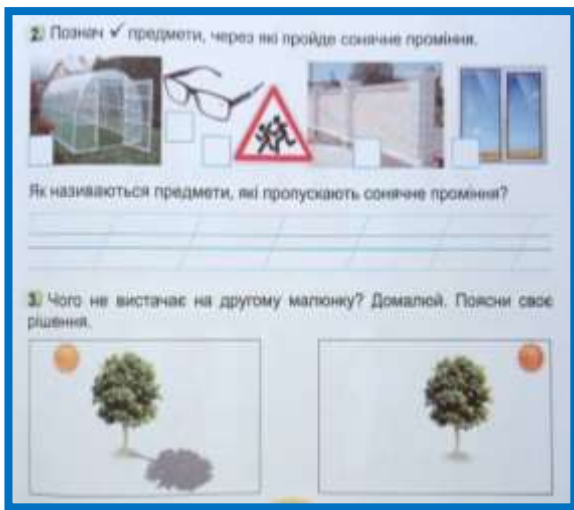 2. Познач ✓ предмети, через які пройде сонячне проміння.
Як називаються предмети, які пропускають сонячне проміння?
3. Чого не вистачає на другому малюнку? Домалюй. Поясни своє
рішення.